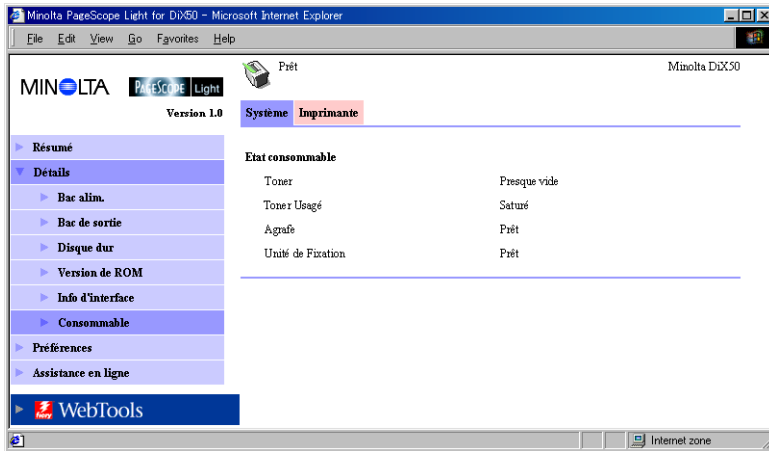 Minolta PageScope Light for DiX50 - Microsoft Internet Explorer
File Edit View Go Favorites Help
MINOLTA PAGESCOPE Light
Version 1.0
Prêt
Minolta DiX50
Système Imprimante
Résumé
Détails
Bac alim.
Bac de sortie
Disque dur
Version de ROM
Info d'interface
Consommable
Préférences
Assistance en ligne
fiery WebTools
Etat consommable
Toner Presque vide
Toner Usagé Saturé
Agrafe Prêt
Unité de Fixation Prêt
Internet zone